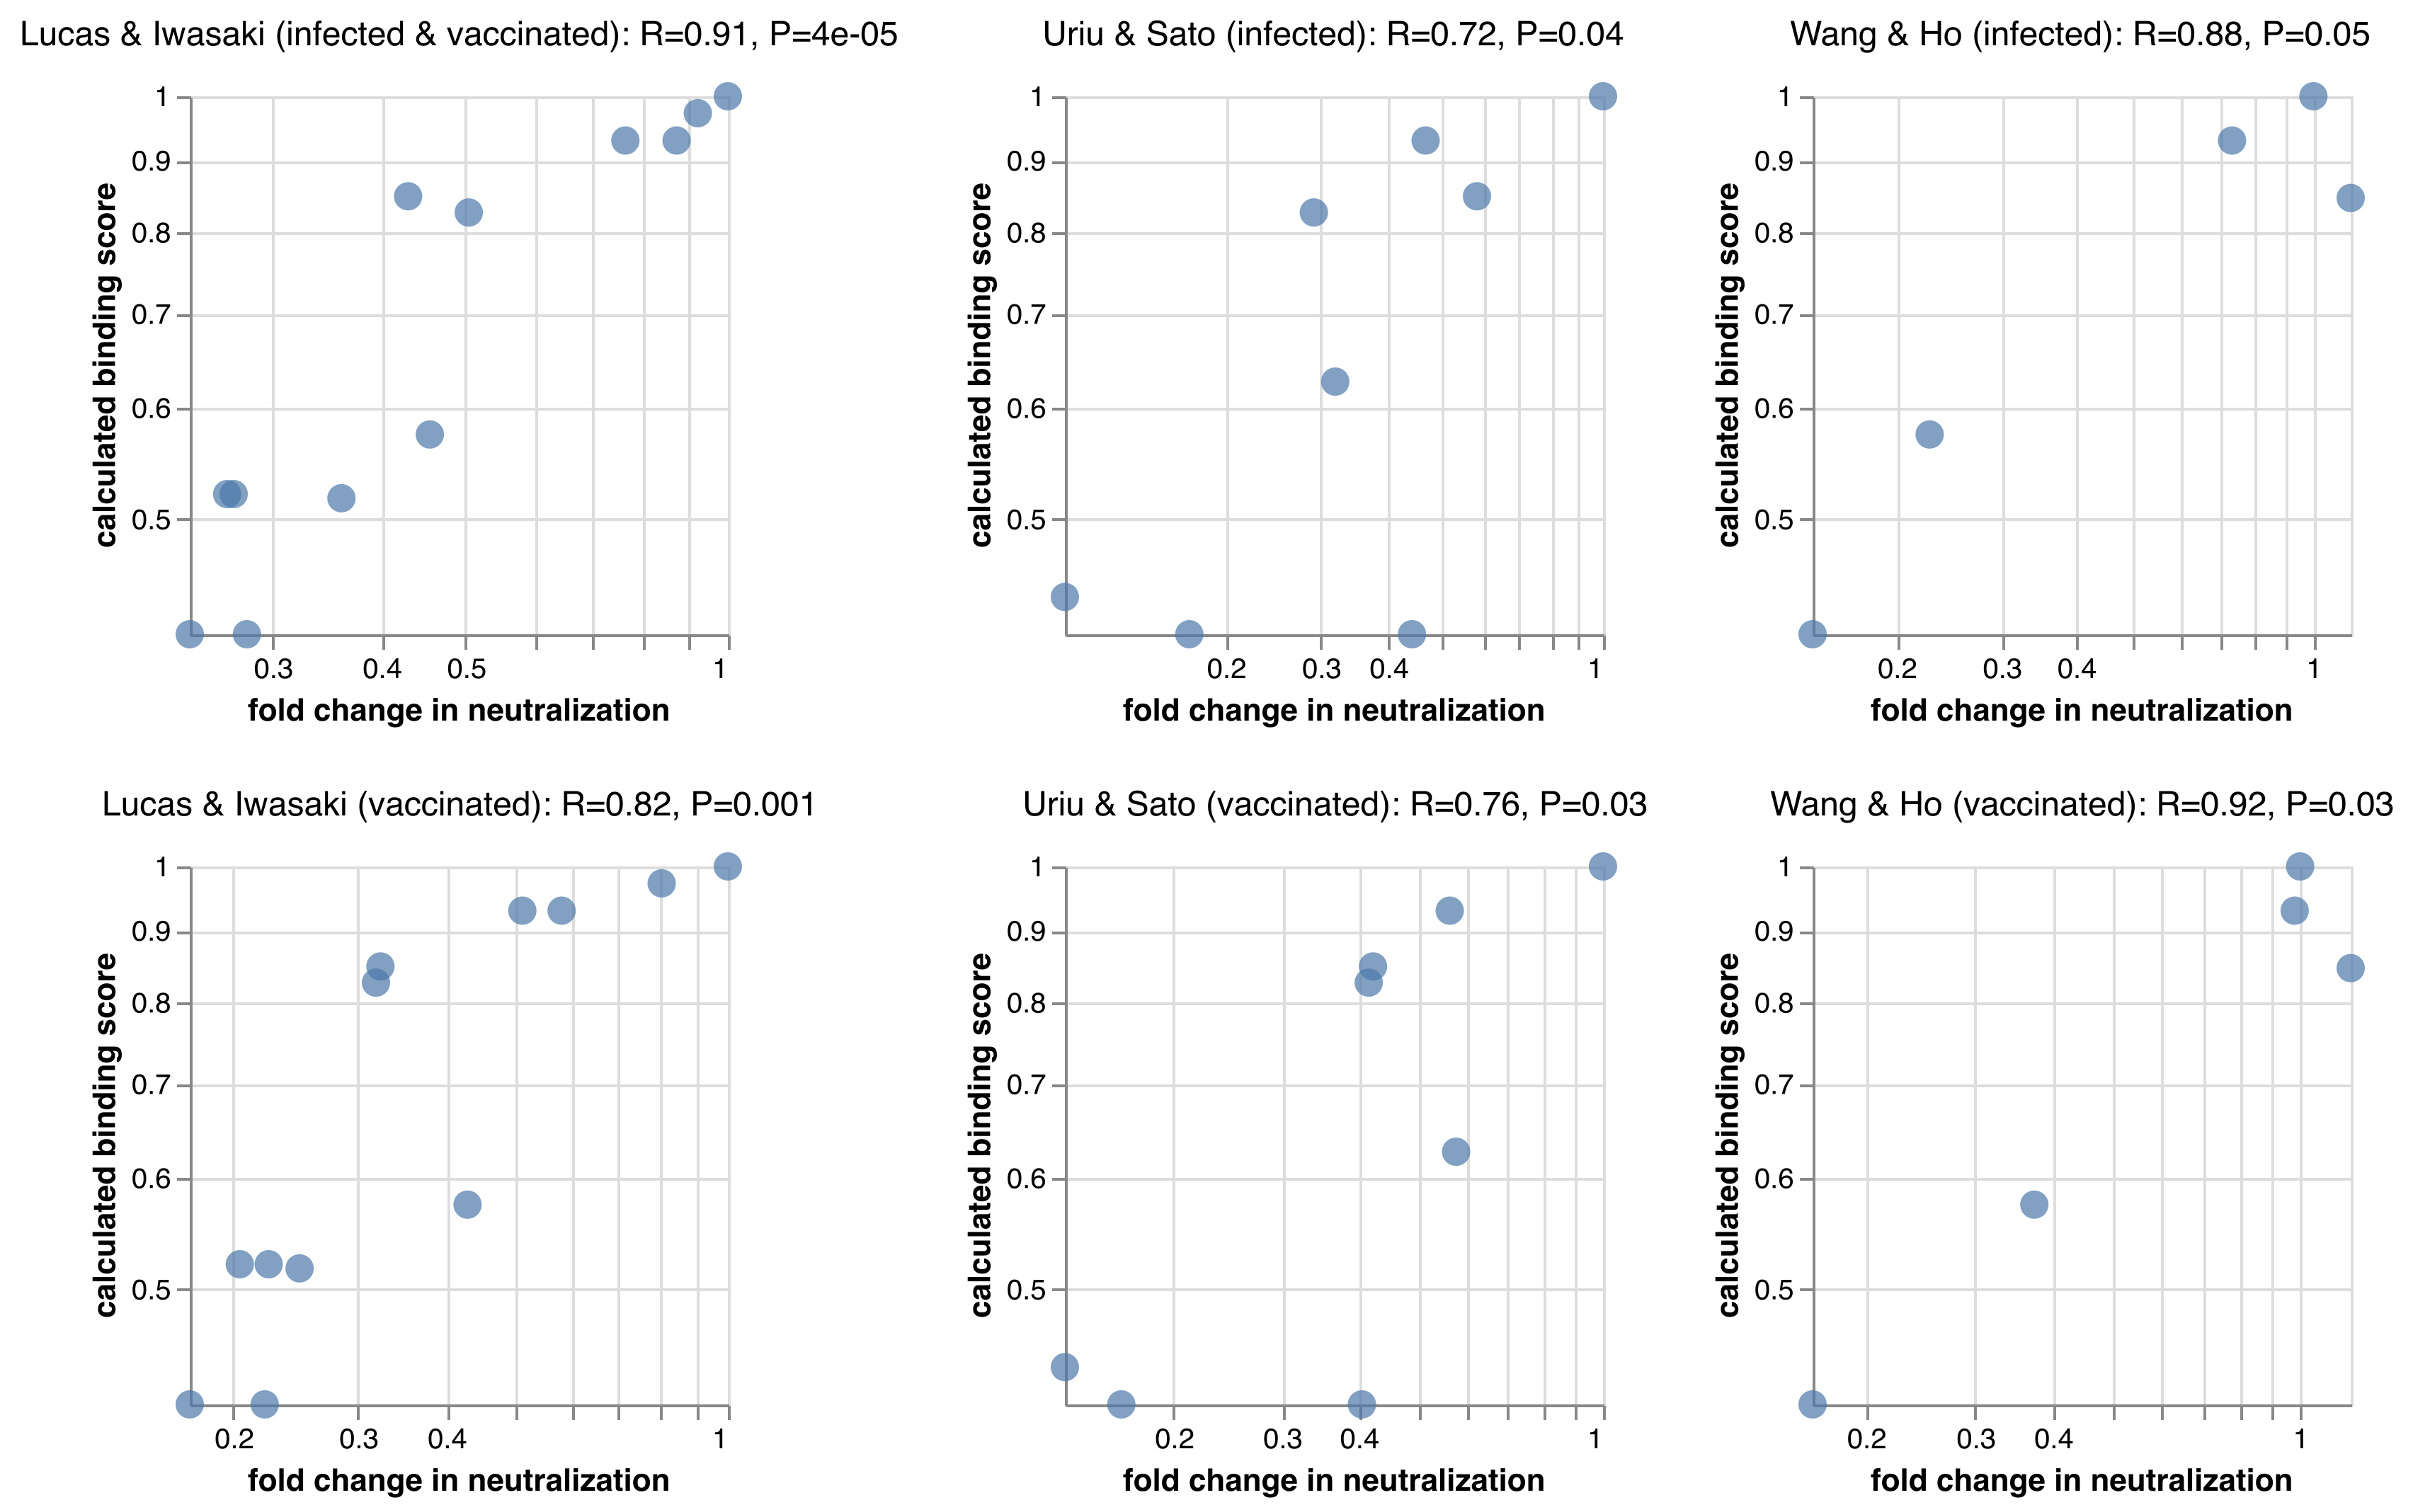 Lucas & Iwasaki (infected & vaccinated): R=0.91, P=4e-05
1
0.9
0.8
0.7
0.6
0.5
calculated binding score
0.3 0.4 0.5 1
fold change in neutralization
Uriu & Sato (infected): R=0.72, P=0.04
1
0.9
0.8
0.7
0.6
0.5
calculated binding score
0.2 0.3 0.4 1
fold change in neutralization
Wang & Ho (infected): R=0.88, P=0.05
1
0.9
0.8
0.7
0.6
0.5
calculated binding score
0.2 0.3 0.4 1
fold change in neutralization
Lucas & Iwasaki (vaccinated): R=0.82, P=0.001
1
0.9
0.8
0.7
0.6
0.5
calculated binding score
0.2 0.3 0.4 1
fold change in neutralization
Uriu & Sato (vaccinated): R=0.76, P=0.03
1
0.9
0.8
0.7
0.6
0.5
calculated binding score
0.2 0.3 0.4 1
fold change in neutralization
Wang & Ho (vaccinated): R=0.92, P=0.03
1
0.9
0.8
0.7
0.6
0.5
calculated binding score
0.2 0.3 0.4 1
fold change in neutralization